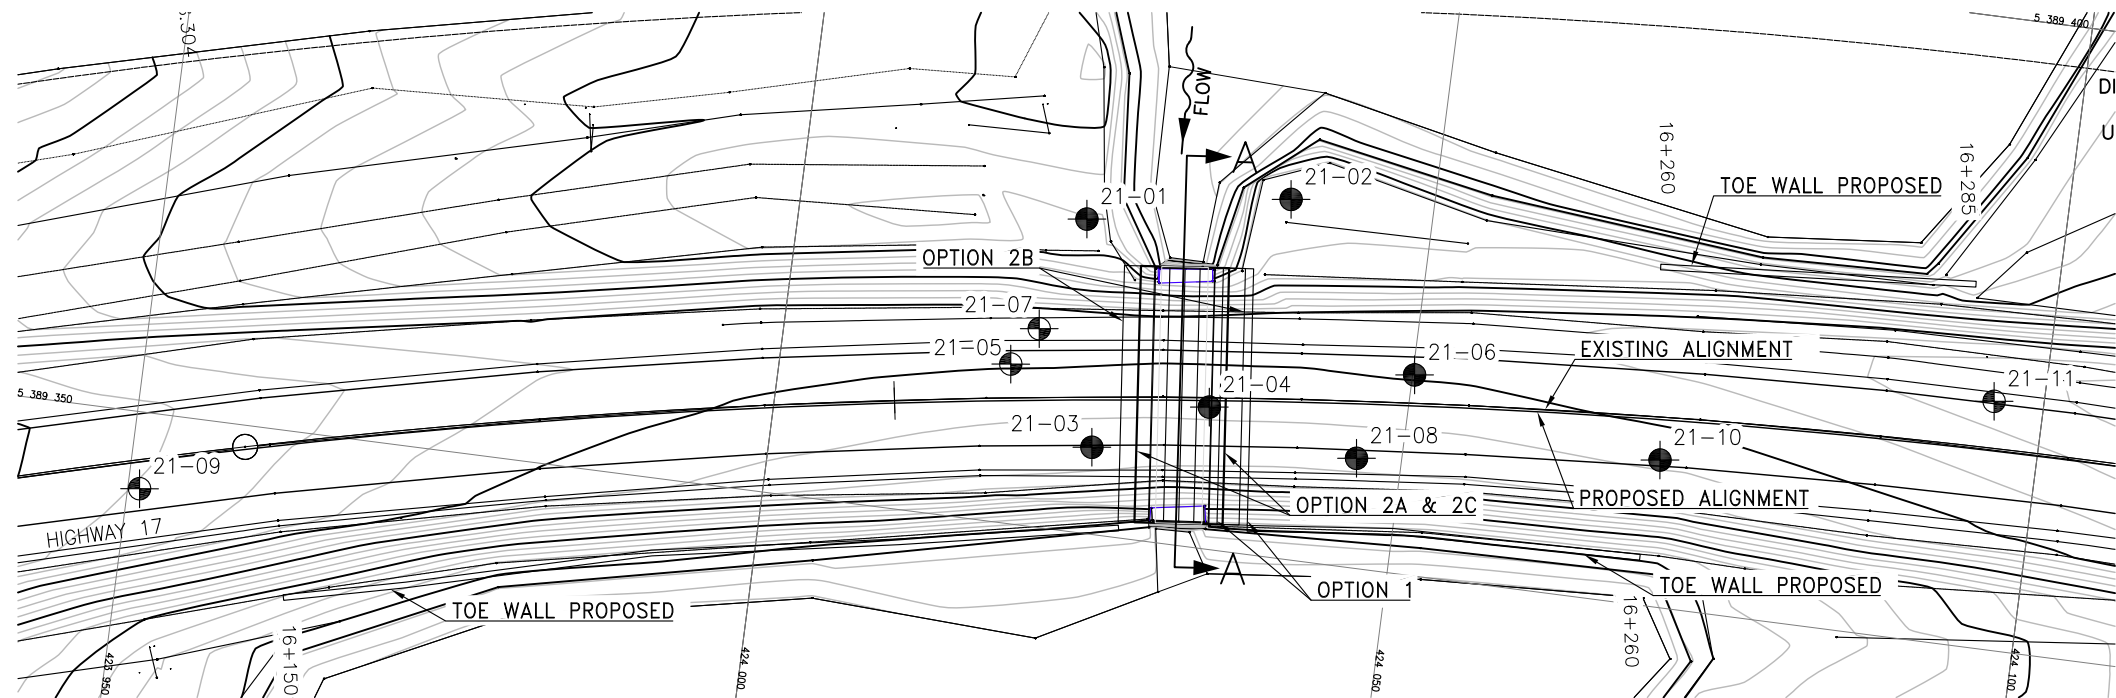 5 389 400
FLOW
DI
U
16+260
16+285
A
21-01
21-02
TOE WALL PROPOSED
OPTION 2B
21-07
21-05
21-06
EXISTING ALIGNMENT
21-04
21-11
5 389 350
21-03
21-08
21-10
21-09
OPTION 2A & 2C
PROPOSED ALIGNMENT
HIGHWAY 17
A
OPTION 1
TOE WALL PROPOSED
TOE WALL PROPOSED
16+150
16+260
423 950
424 000
424 050
424 100